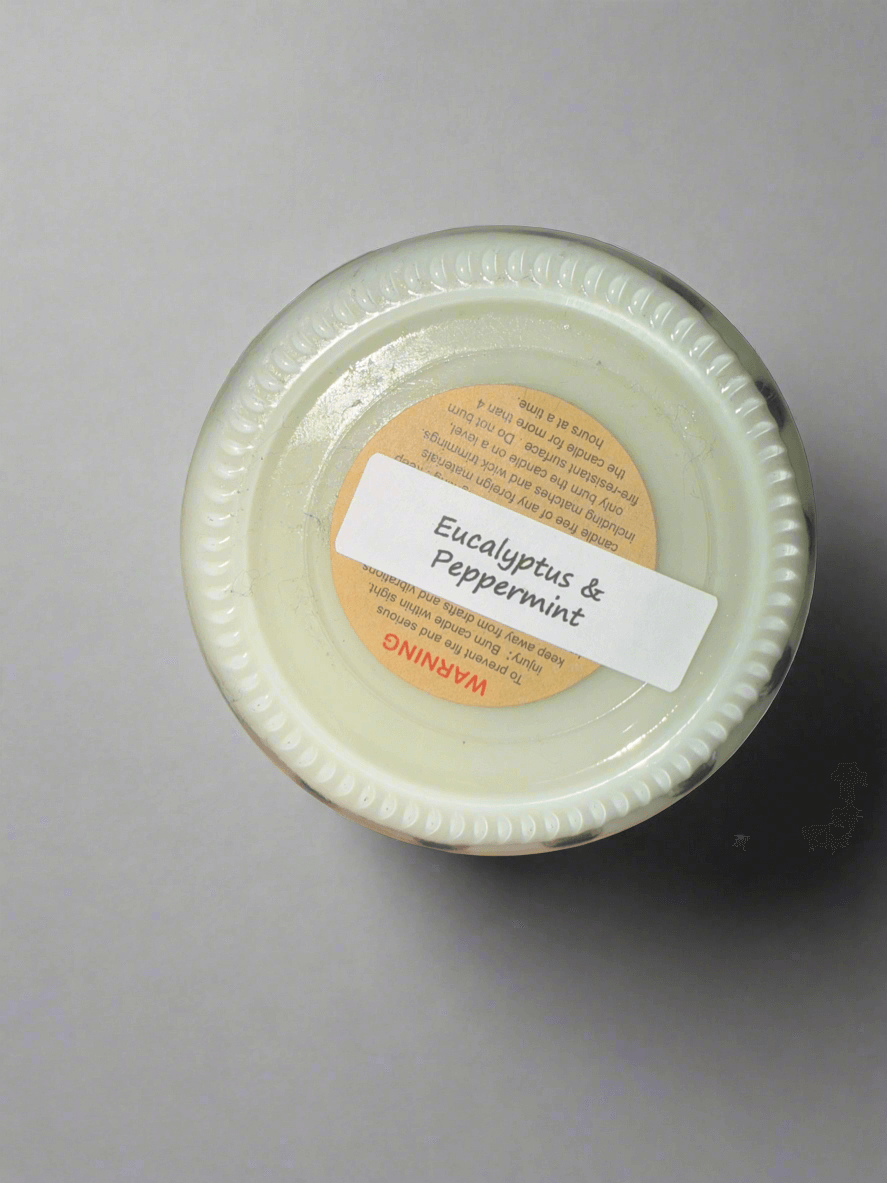 Eucalyptus &
Peppermint
WARNING
To prevent fire and serious
injury: Burn candle within sight.
keep away from drafts and vibrations
candle free of any foreign materials
including matches and wick trimmings.
only burn the candle on a level,
fire-resistant surface. Do not burn
the candle for more than 4
hours at a time.